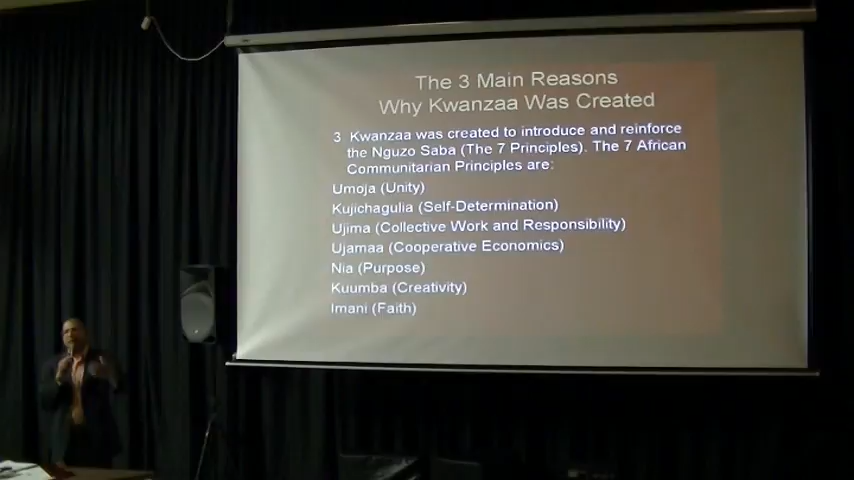 The 3 Main Reasons
Why Kwanzaa Was Created
3 Kwanzaa was created to introduce and reinforce
the Nguzo Saba (The 7 Principles). The 7 African
Communitarian Principles are:
Umoja (Unity)
Kujichagulia (Self-Determination)
Ujima (Collective Work and Responsibility)
Ujamaa (Cooperative Economics)
Nia (Purpose)
Kuumba (Creativity)
Imani (Faith)